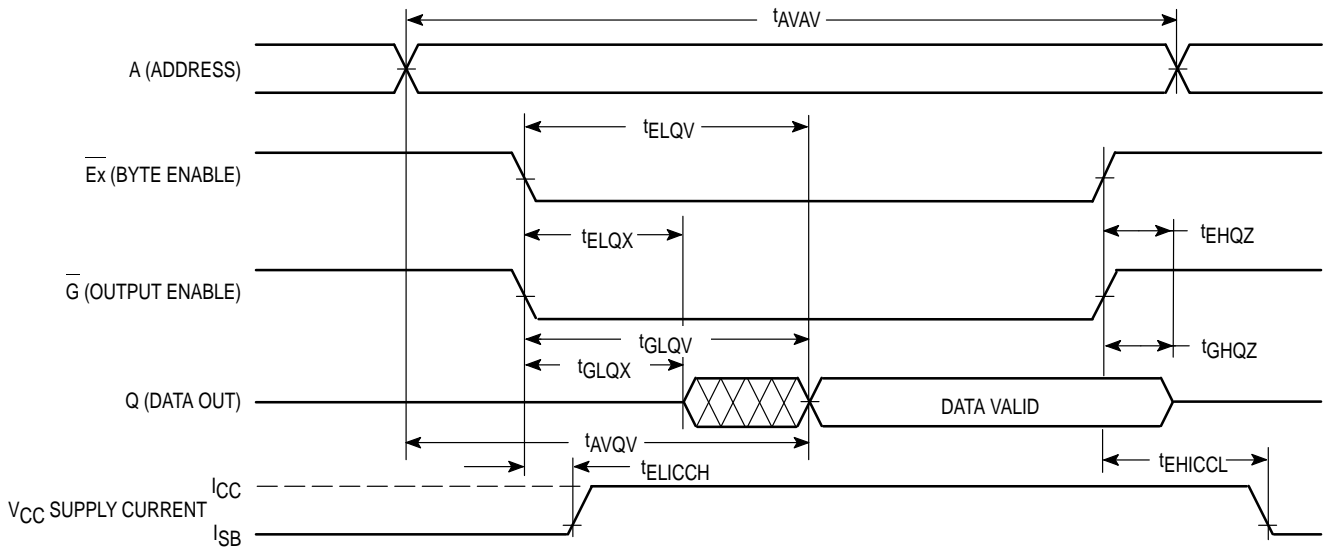 tAVAV
A (ADDRESS)
tELQV
Ex (BYTE ENABLE)
tELQX
tEHQZ
G (OUTPUT ENABLE)
tGLQV
tGHQZ
tGLQX
Q (DATA OUT)
DATA VALID
tAVQV
tELICCH
tEHICCL
ICC
VCC SUPPLY CURRENT
ISB